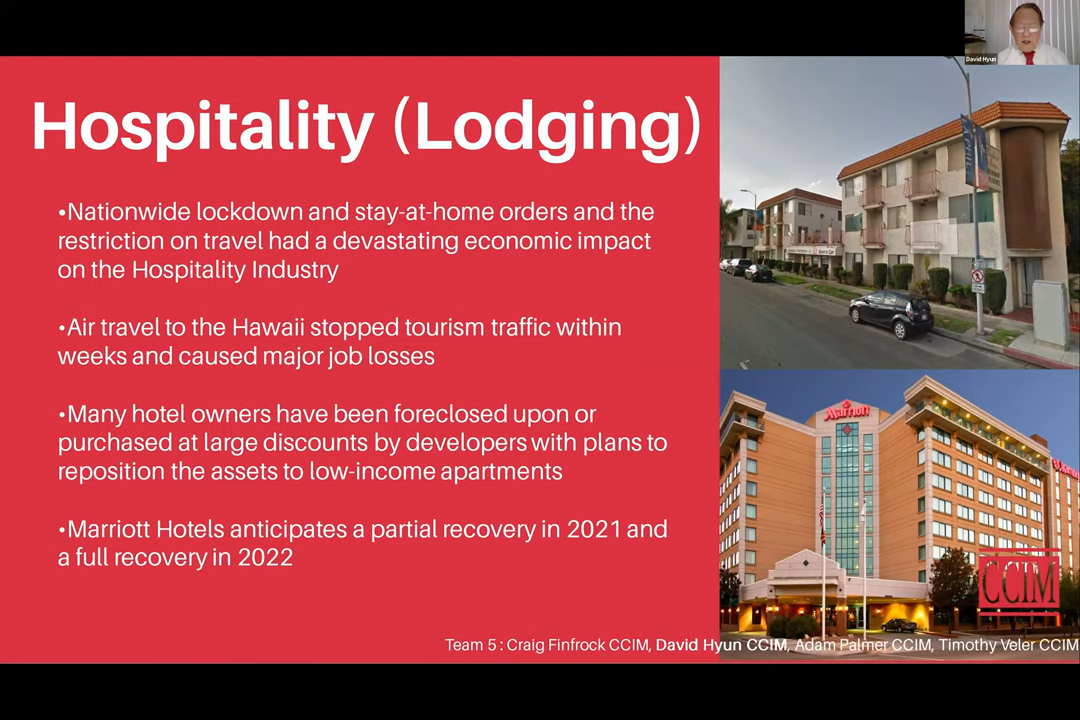 David Hyun
Hospitality (Lodging)
•Nationwide lockdown and stay-at-home orders and the
restriction on travel had a devastating economic impact
on the Hospitality Industry
•Air travel to the Hawaii stopped tourism traffic within
weeks and caused major job losses
•Many hotel owners have been foreclosed upon or
purchased at large discounts by developers with plans to
reposition the assets to low-income apartments
•Marriott Hotels anticipates a partial recovery in 2021 and
a full recovery in 2022
Marriott
CCIM
Team 5 : Craig Finfrock CCIM, David Hyun CCIM, Adam Palmer CCIM, Timothy Veler CCIM